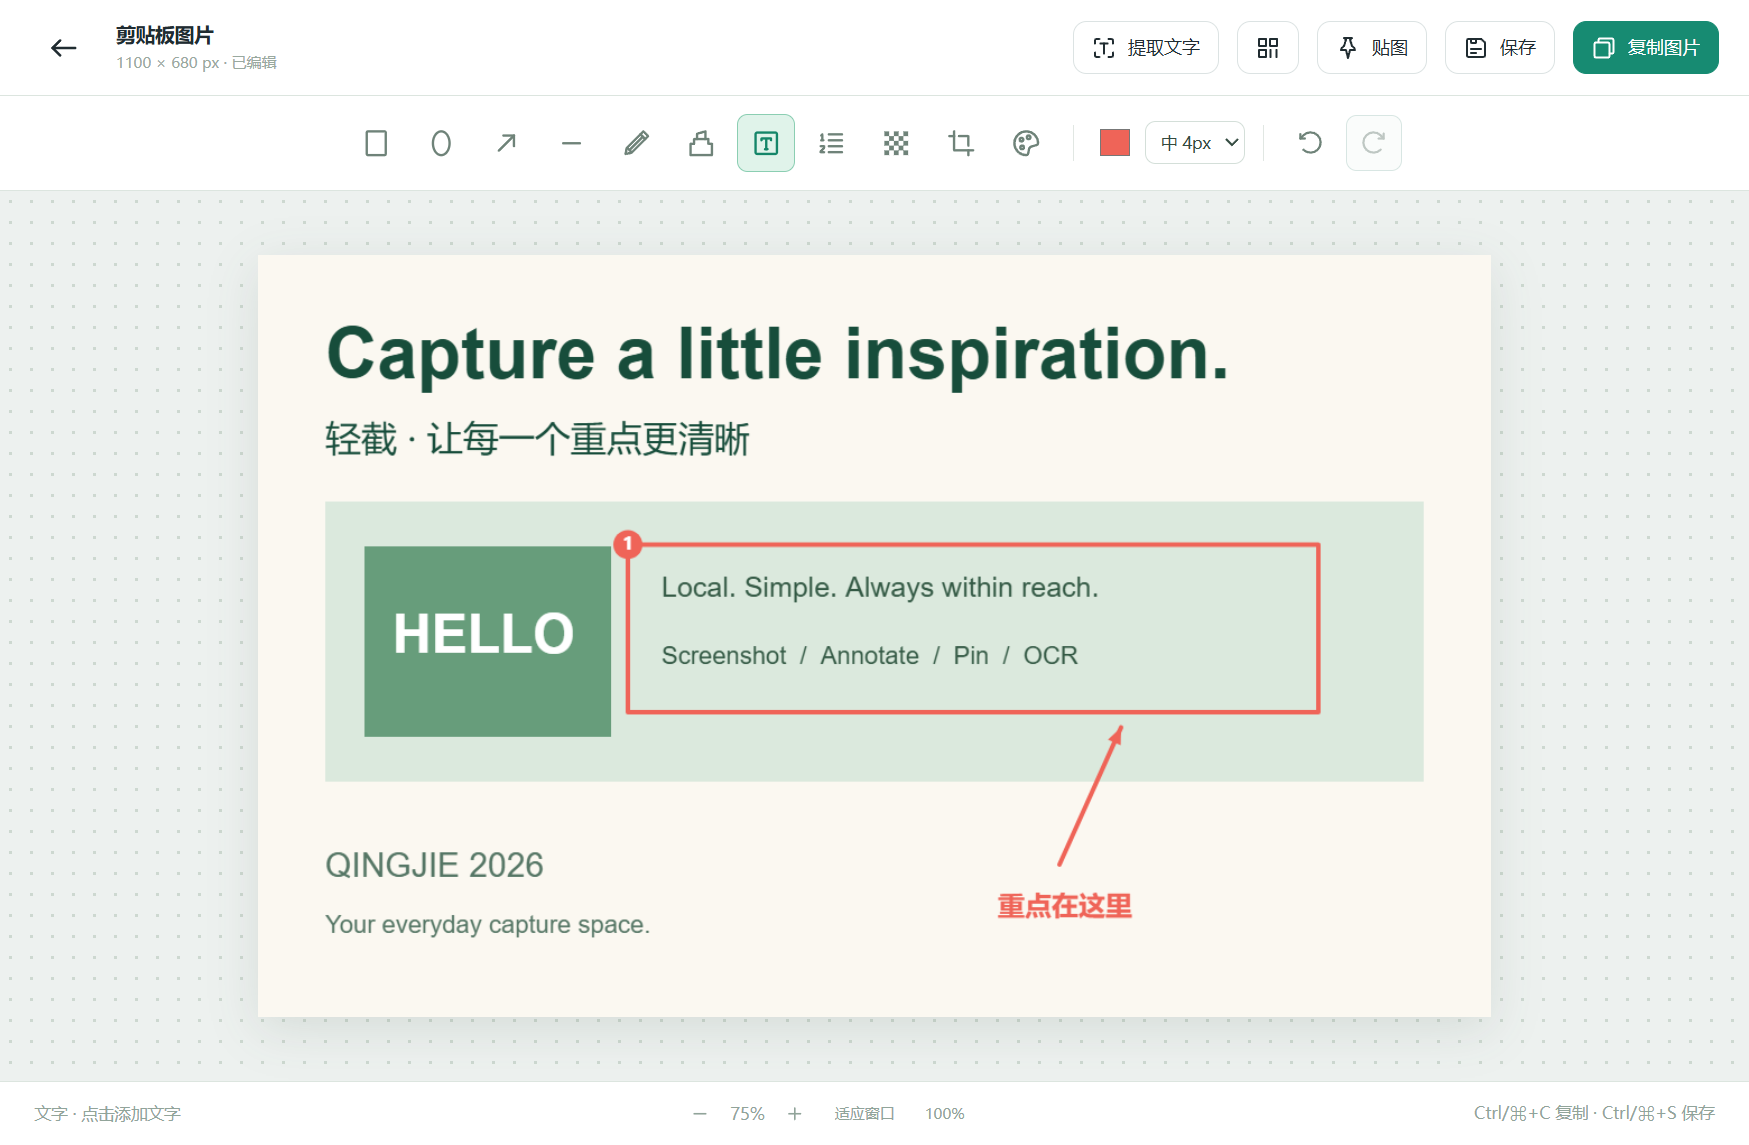 剪贴板图片
1100 × 680 px · 已编辑
提取文字
贴图
保存
复制图片
中 4px
Capture a little inspiration.
轻截 · 让每一个重点更清晰
1
HELLO
Local. Simple. Always within reach.
Screenshot / Annotate / Pin / OCR
QINGJIE 2026
重点在这里
Your everyday capture space.
文字 · 点击添加文字
75%
适应窗口
100%
Ctrl/⌘+C 复制 · Ctrl/⌘+S 保存